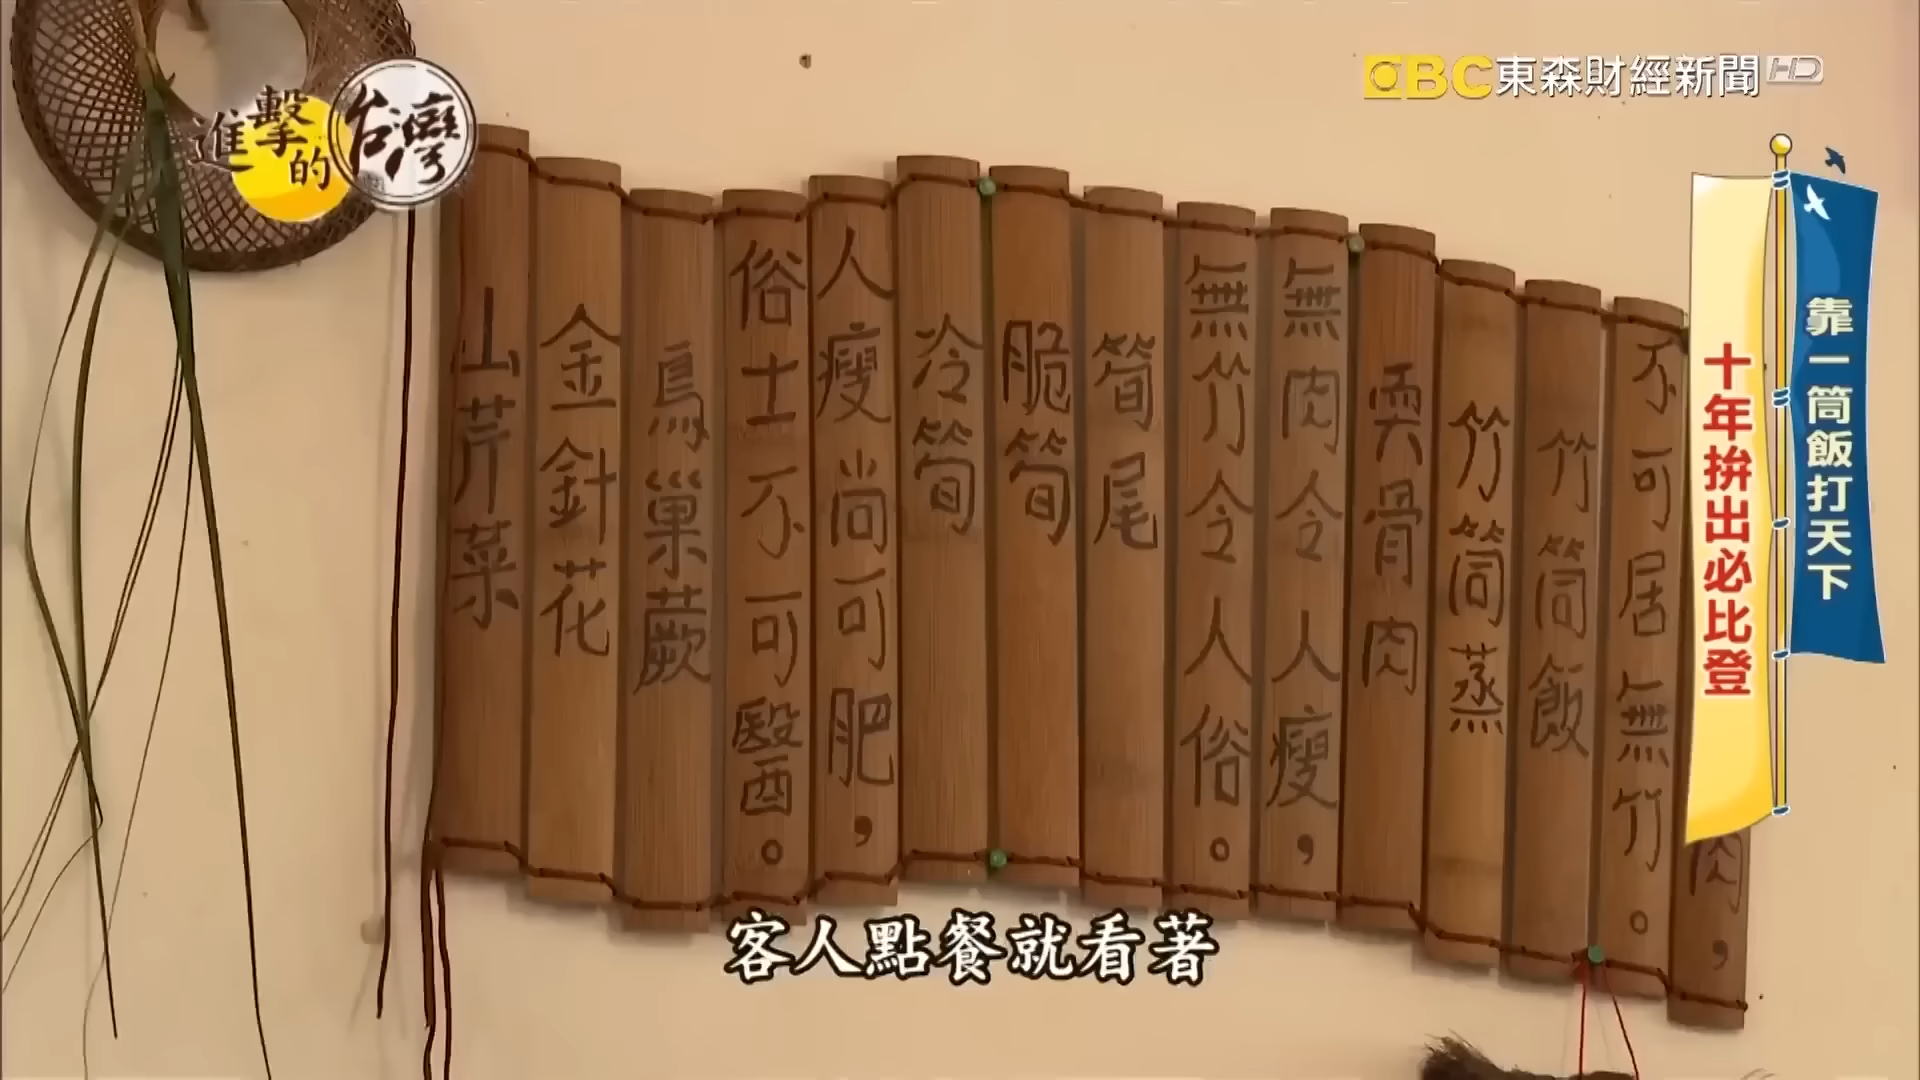 進擊的台灣
EBC東森財經新聞HD
靠一筒飯打天下
十年拚出必比登
肉，
不可居無竹。
竹筒飯
竹筒蒸
耎骨肉
無肉令人瘦，
無竹令人俗。
筍尾
脆筍
冷筍
人瘦尚可肥，
俗士不可醫。
鳥巢蕨
金針花
山芹菜
客人點餐就看著